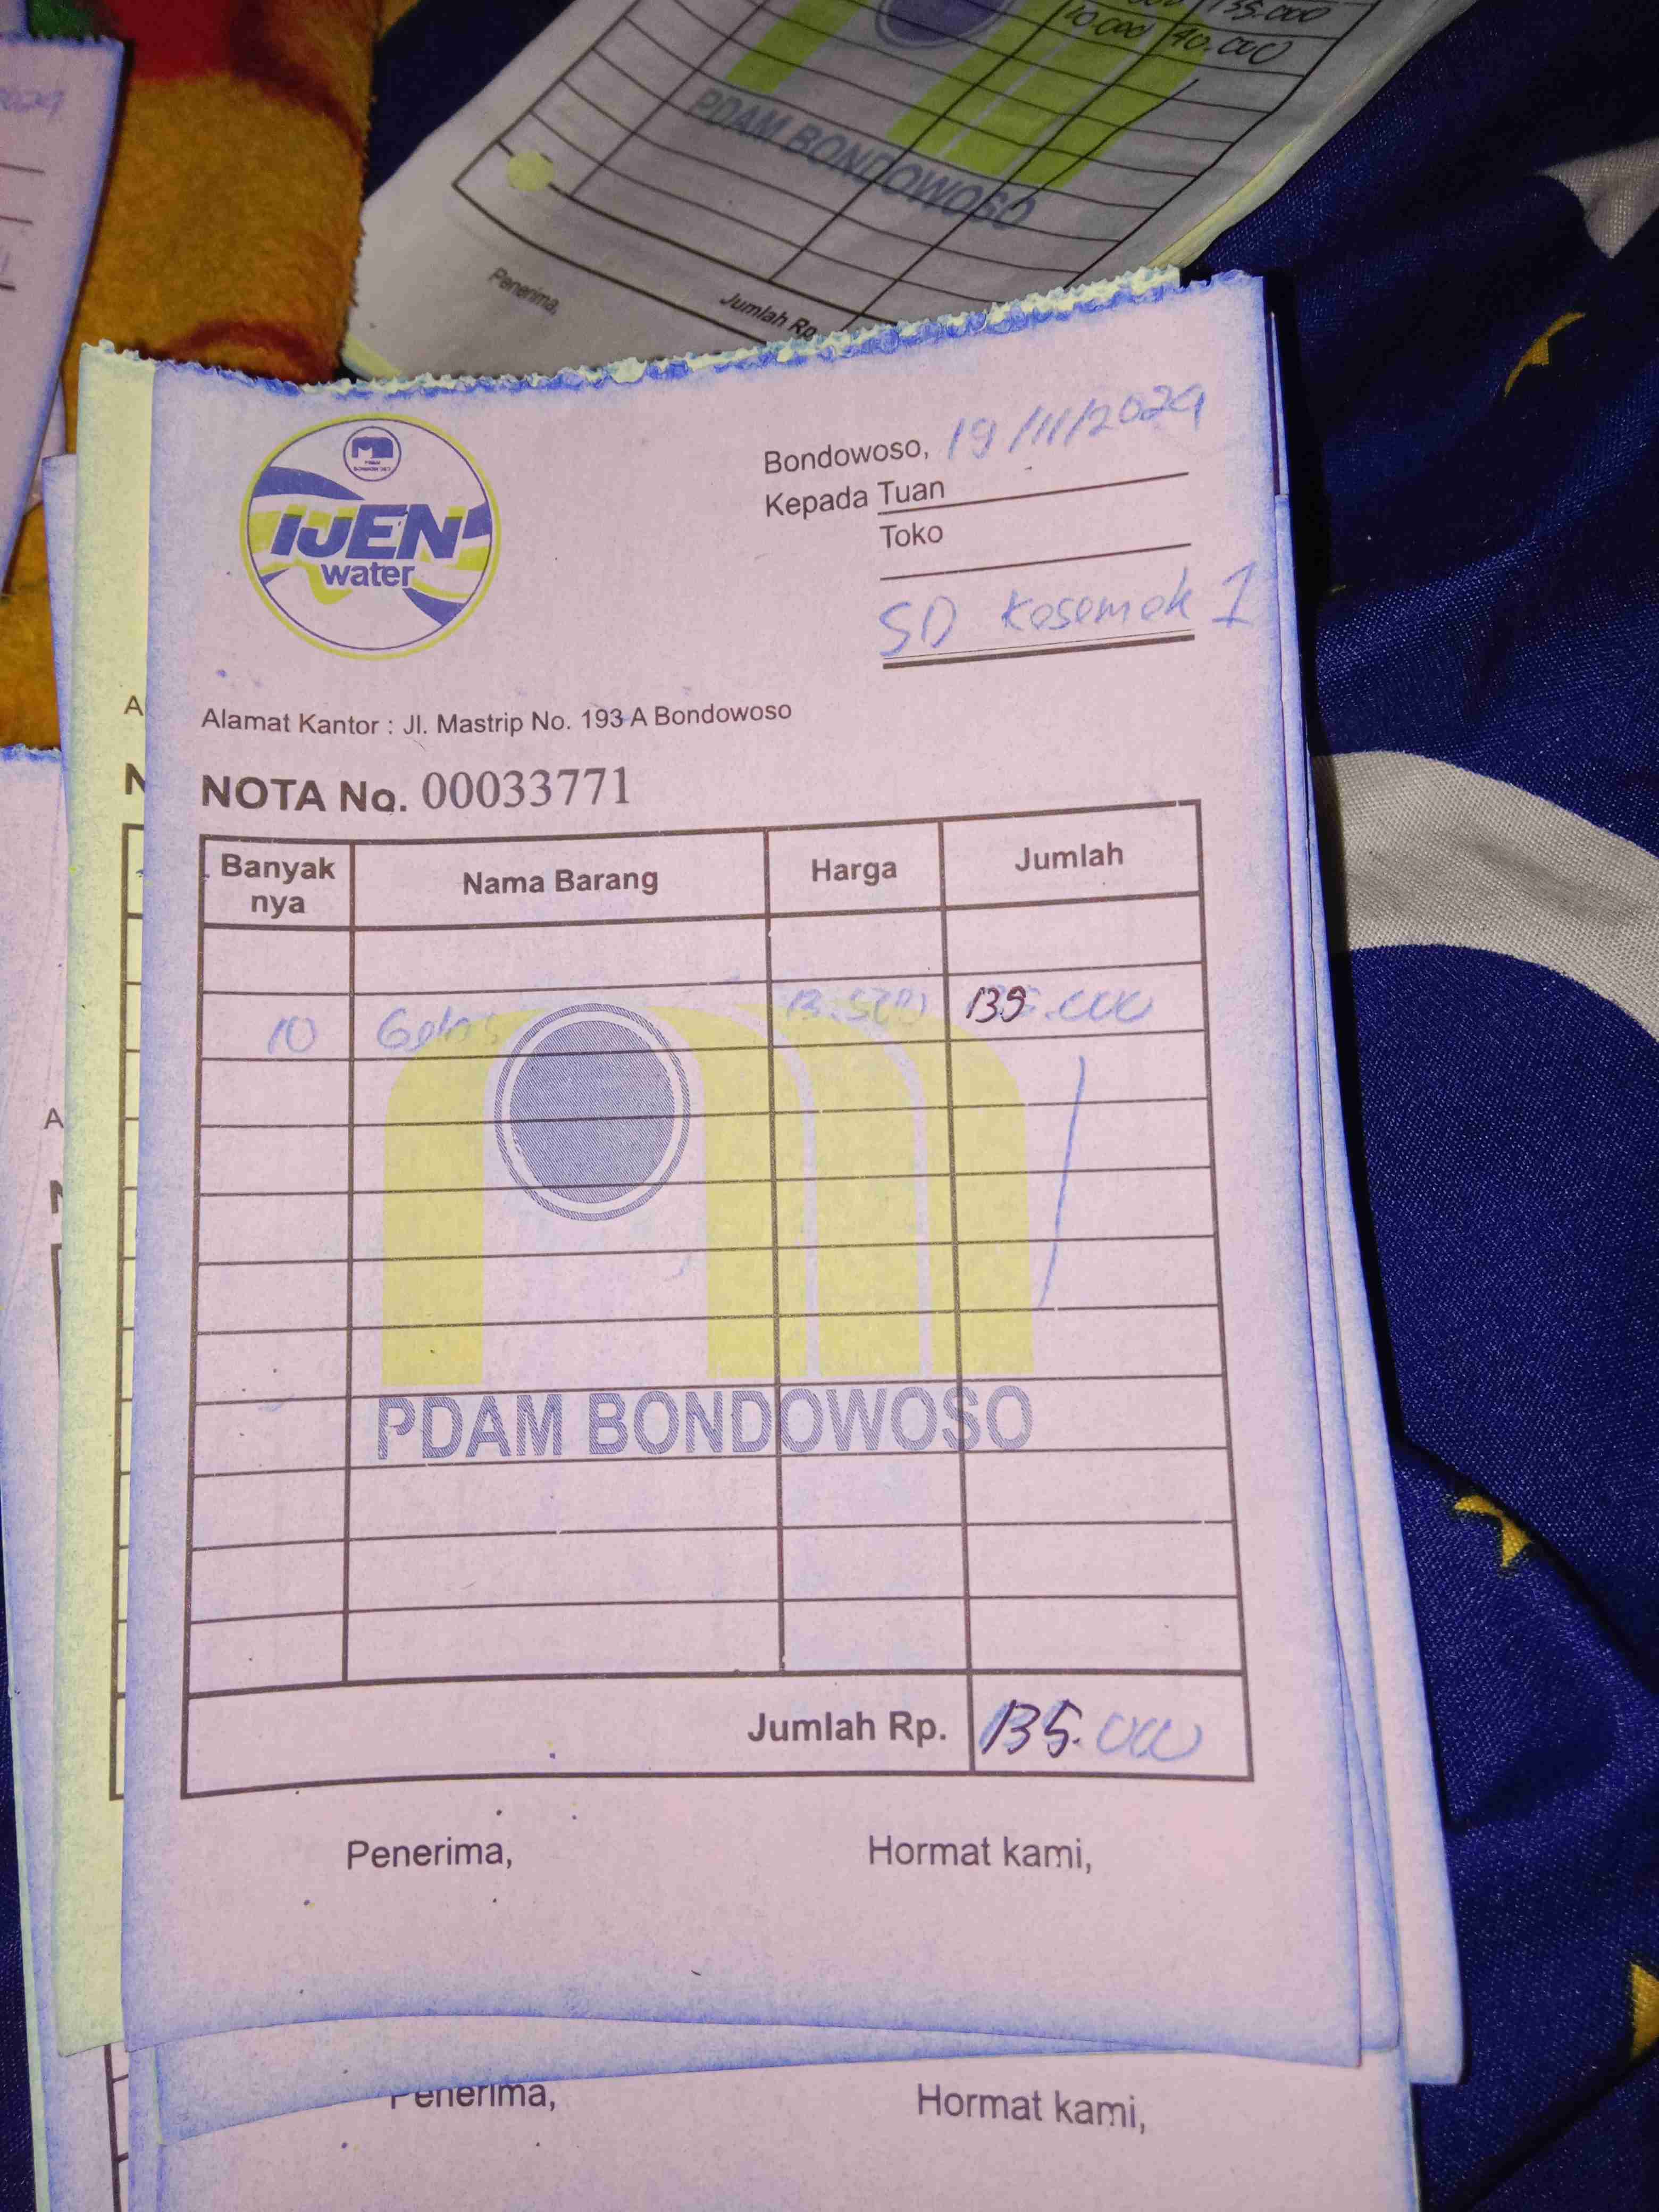 135.000
10.000 40.000
PDAM BONDOWOSO
Penerima,
Jumlah Rp.
IJEN
water
Bondowoso, 19/11/2024
Kepada Tuan
Toko
SD Kesemek 1
Alamat Kantor : Jl. Mastrip No. 193 A Bondowoso
NOTA No. 00033771
Banyak nya Nama Barang Harga Jumlah
10 Gelas 13.500 135.000
PDAM BONDOWOSO
Jumlah Rp. 135.000
Penerima, Hormat kami,
Penerima, Hormat kami,